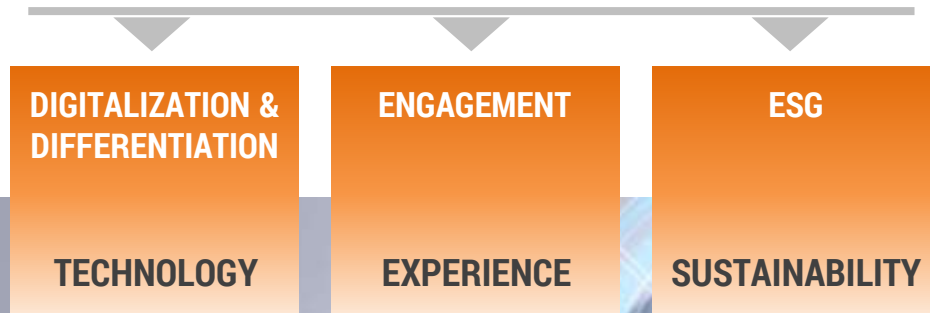 DIGITALIZATION &
DIFFERENTIATION
TECHNOLOGY
ENGAGEMENT
EXPERIENCE
ESG
SUSTAINABILITY